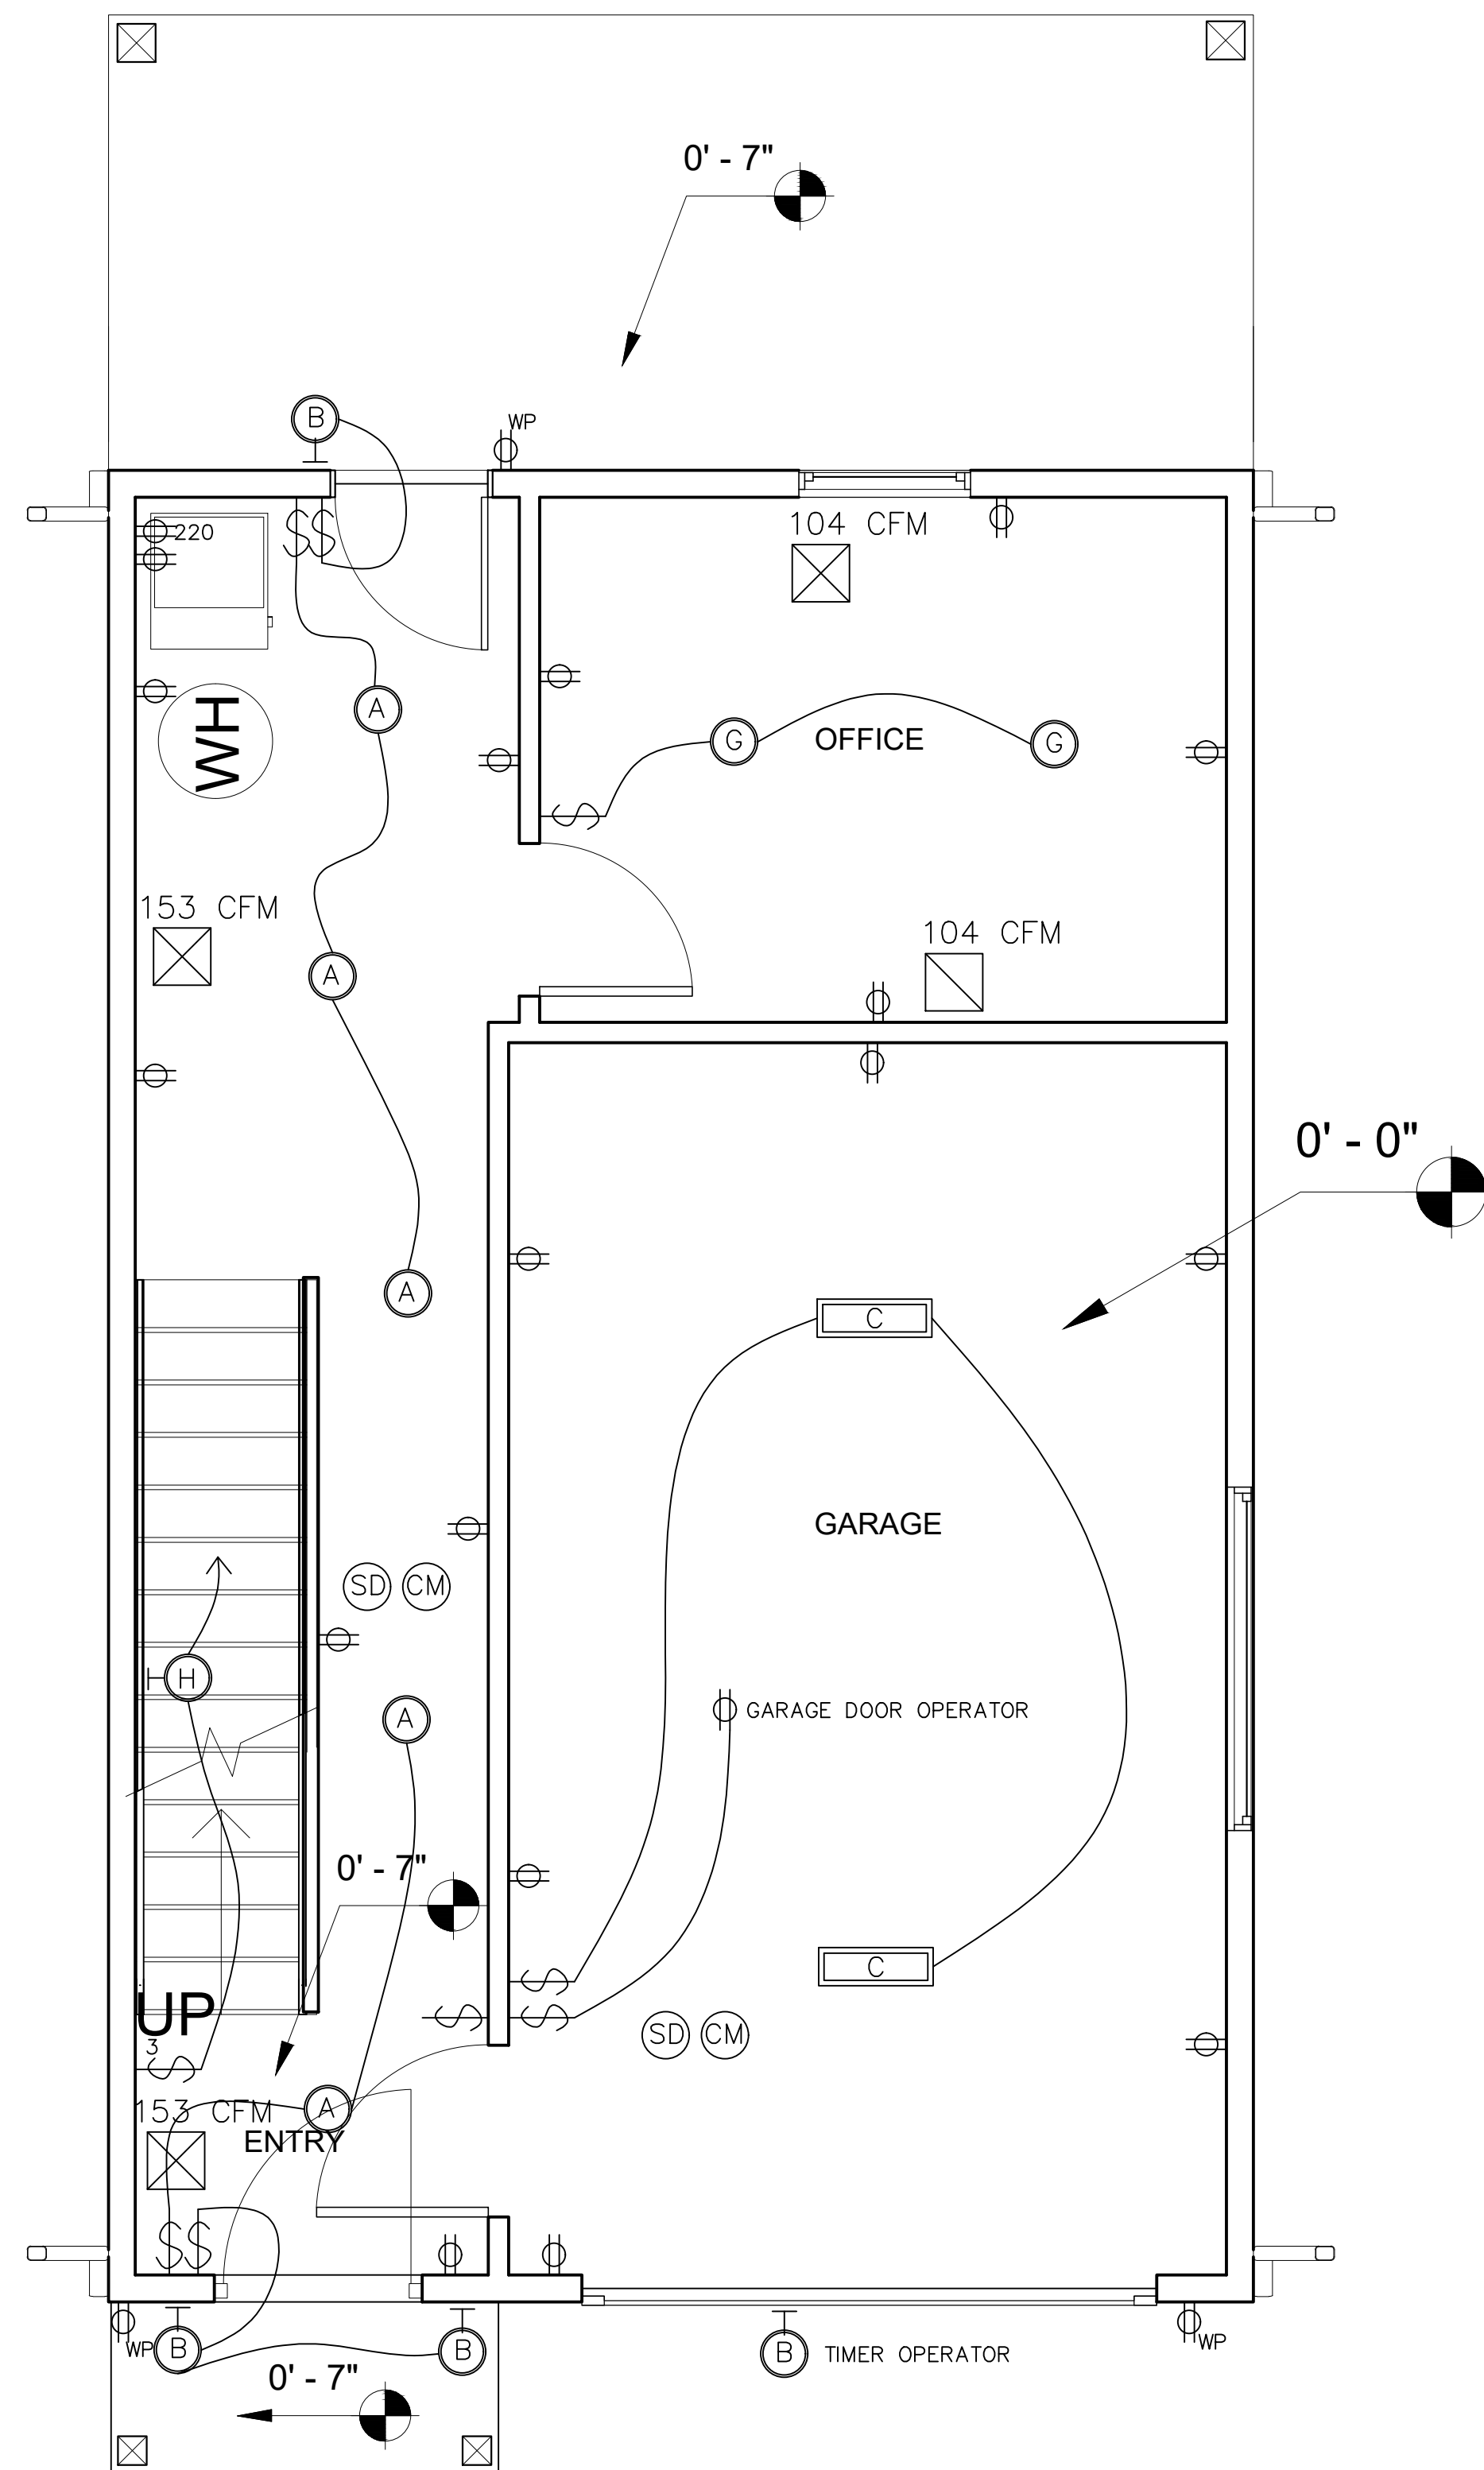 0' - 7"
B
WP
220
$$
104 CFM
WH
A
G
OFFICE
G
$
153 CFM
104 CFM
A
0' - 0"
A
C
GARAGE
SD CM
H
A
GARAGE DOOR OPERATOR
0' - 7"
C
$
$ $
UP
SD CM
3
$
153 CFM
A
ENTRY
$$
WP
B
B
B TIMER OPERATOR
WP
0' - 7"